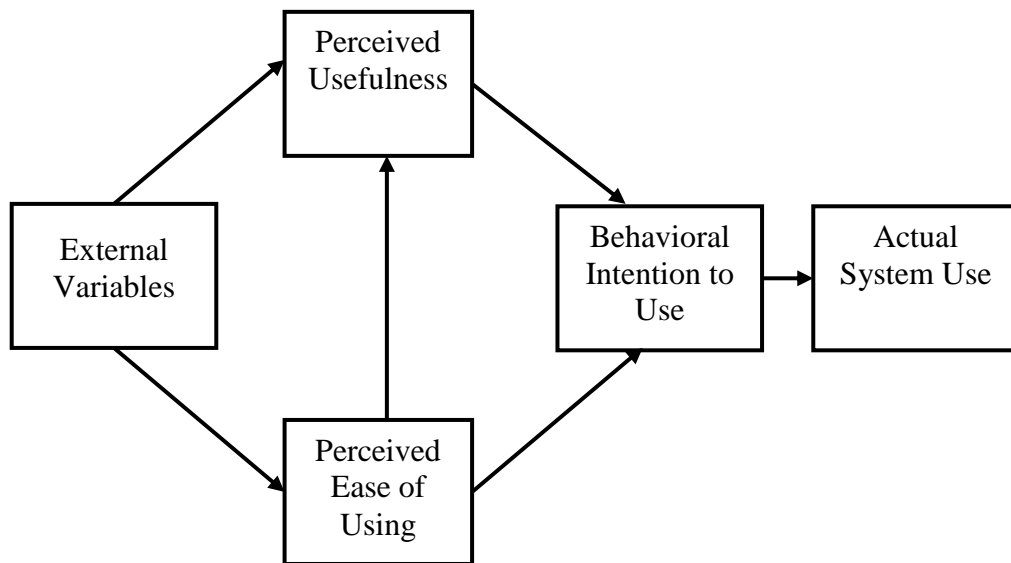 Perceived
Usefulness
External
Variables
Behavioral
Intention to
Use
Actual
System Use
Perceived
Ease of
Using